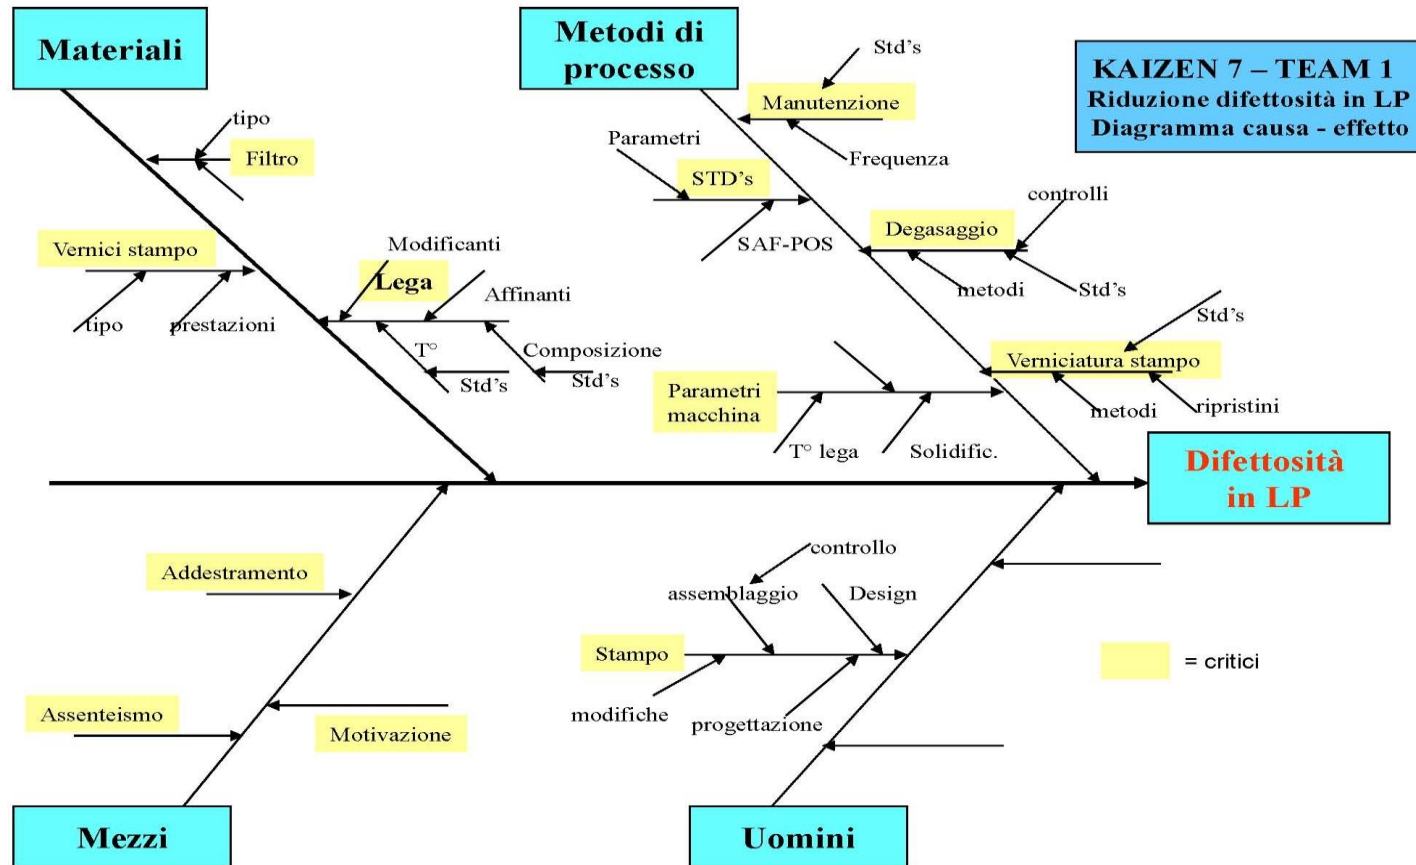 Materiali
Metodi di
processo
KAIZEN 7 – TEAM 1
Riduzione difettosità in LP
Diagramma causa - effetto
tipo
Filtro
Vernici stampo
tipo
prestazioni
Modificanti
Lega
Affinanti
T°
Std's
Composizione
Std's
Std's
Manutenzione
Frequenza
Parametri
STD's
SAF-POS
controlli
Degasaggio
metodi
Std's
Std's
Verniciatura stampo
metodi
ripristini
Parametri
macchina
T° lega
Solidific.
Difettosità
in LP
Addestramento
Assenteismo
Motivazione
controllo
assemblaggio
Design
Stampo
modifiche
progettazione
= critici
Mezzi
Uomini